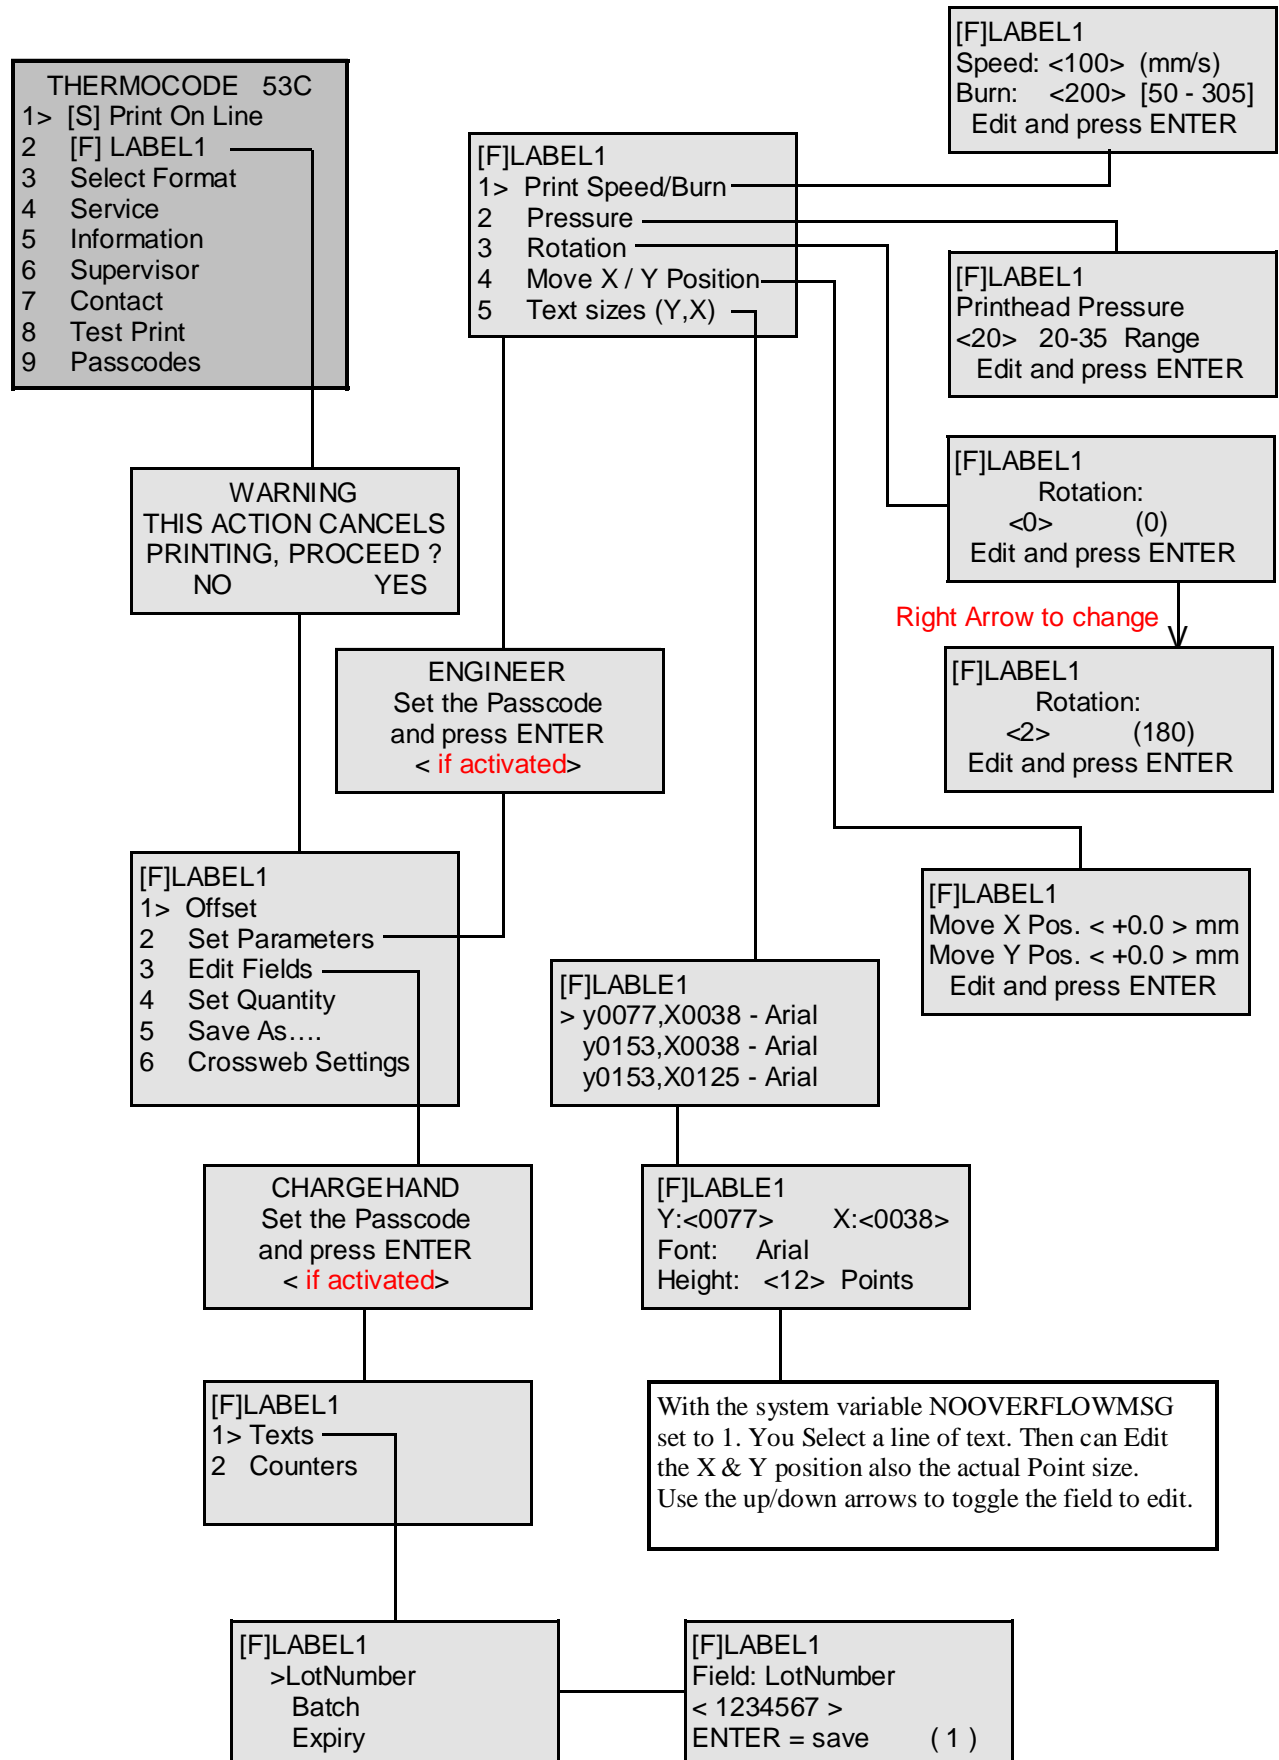 THERMOCODE 53C
1> [S] Print On Line
2 [F] LABEL1
3 Select Format
4 Service
5 Information
6 Supervisor
7 Contact
8 Test Print
9 Passcodes
WARNING
THIS ACTION CANCELS
PRINTING, PROCEED ?
NO YES
[F]LABEL1
1> Offset
2 Set Parameters
3 Edit Fields
4 Set Quantity
5 Save As....
6 Crossweb Settings
ENGINEER
Set the Passcode
and press ENTER
< if activated>
[F]LABEL1
1> Print Speed/Burn
2 Pressure
3 Rotation
4 Move X / Y Position
5 Text sizes (Y,X)
[F]LABEL1
Speed: <100> (mm/s)
Burn: <200> [50 - 305]
Edit and press ENTER
[F]LABEL1
Printhead Pressure
<20> 20-35 Range
Edit and press ENTER
[F]LABEL1
Rotation:
<0> (0)
Edit and press ENTER
Right Arrow to change
[F]LABEL1
Rotation:
<2> (180)
Edit and press ENTER
[F]LABEL1
Move X Pos. < +0.0 > mm
Move Y Pos. < +0.0 > mm
Edit and press ENTER
[F]LABLE1
> y0077,X0038 - Arial
y0153,X0038 - Arial
y0153,X0125 - Arial
[F]LABLE1
Y:<0077> X:<0038>
Font: Arial
Height: <12> Points
With the system variable NOOVERFLOWMSG
set to 1. You Select a line of text. Then can Edit
the X & Y position also the actual Point size.
Use the up/down arrows to toggle the field to edit.
CHARGEHAND
Set the Passcode
and press ENTER
< if activated>
[F]LABEL1
1> Texts
2 Counters
[F]LABEL1
>LotNumber
Batch
Expiry
[F]LABEL1
Field: LotNumber
< 1234567 >
ENTER = save ( 1 )